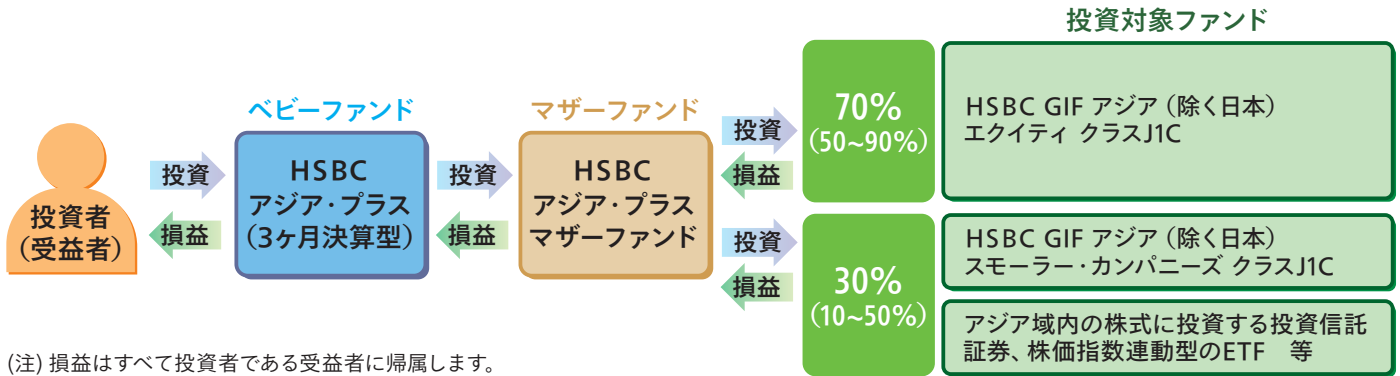 投資対象ファンド
ベビーファンド
マザーファンド
投資者
(受益者)
投資
損益
HSBC
アジア・プラス
(3ヶ月決算型)
投資
損益
HSBC
アジア・プラス
マザーファンド
投資
損益
70%
(50~90%)
HSBC GIF アジア (除く日本)
エクイティ クラスJ1C
投資
損益
30%
(10~50%)
HSBC GIF アジア (除く日本)
スモーラー・カンパニーズ クラスJ1C
アジア域内の株式に投資する投資信託
証券、株価指数連動型のETF 等
(注) 損益はすべて投資者である受益者に帰属します。